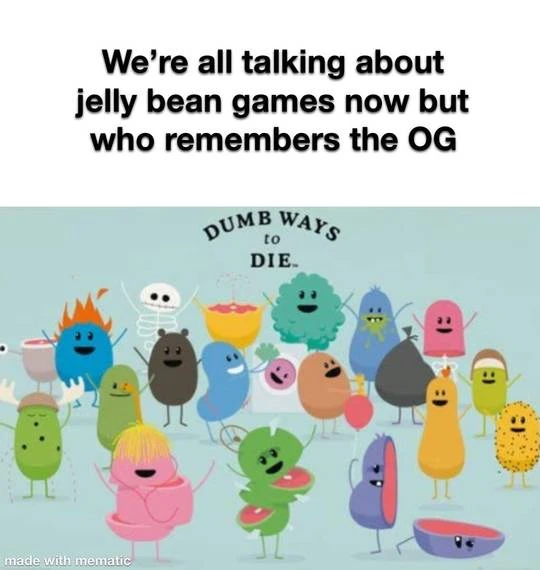 We’re all talking about
jelly bean games now but
who remembers the OG
DUMB WAYS
to
DIE™
made with mematic